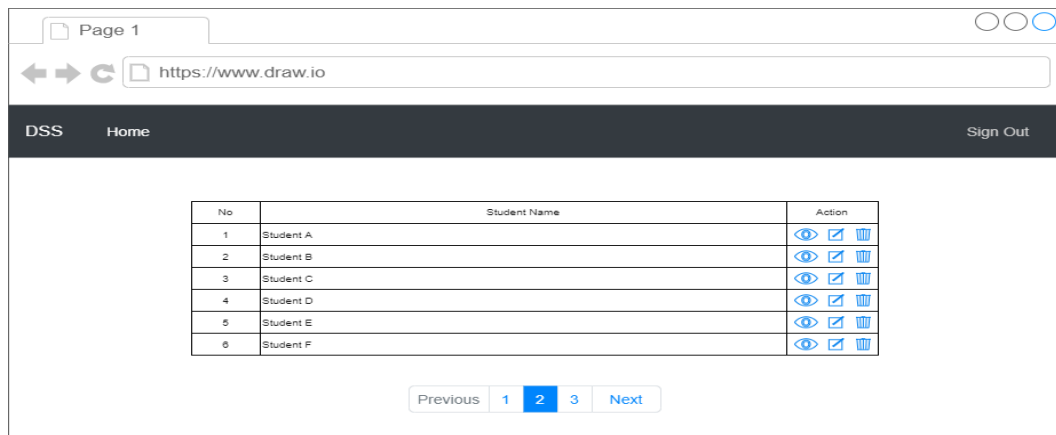 Page 1
https://www.draw.io
DSS Home Sign Out
No Student Name Action
1 Student A
2 Student B
3 Student C
4 Student D
5 Student E
6 Student F
Previous 1 2 3 Next